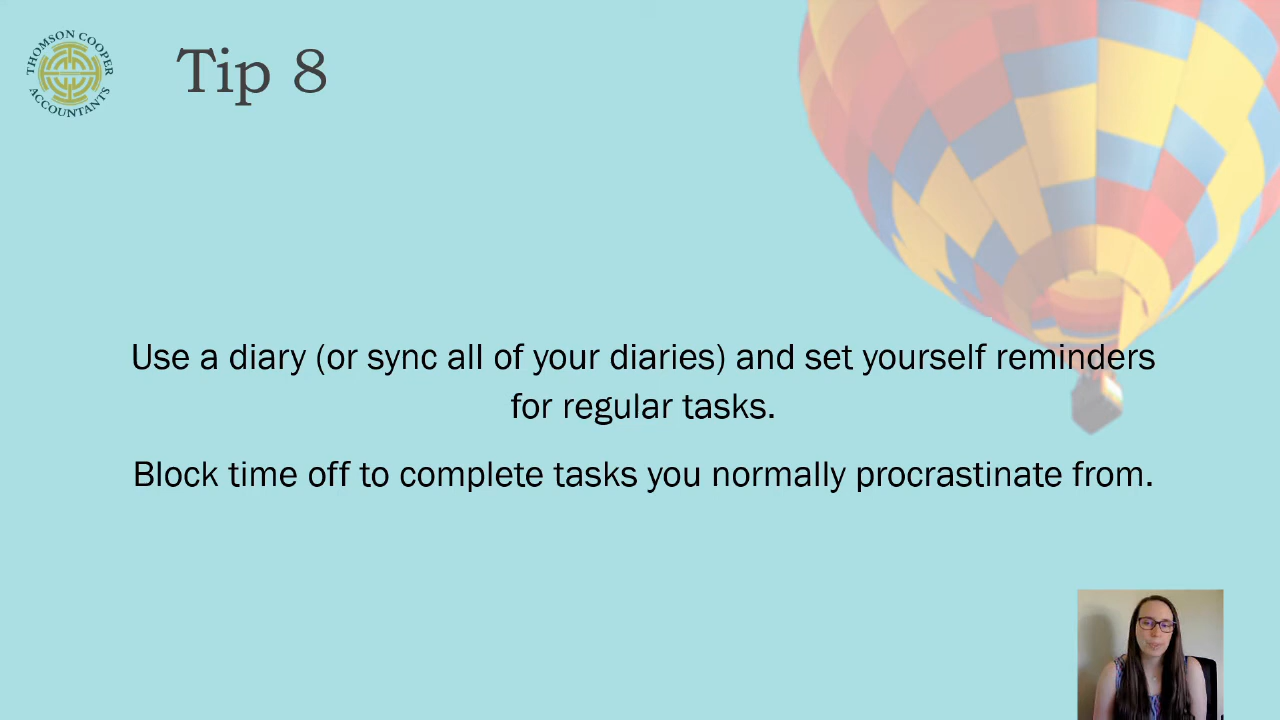 THOMSON COOPER
ACCOUNTANTS
Tip 8
Use a diary (or sync all of your diaries) and set yourself reminders
for regular tasks.
Block time off to complete tasks you normally procrastinate from.